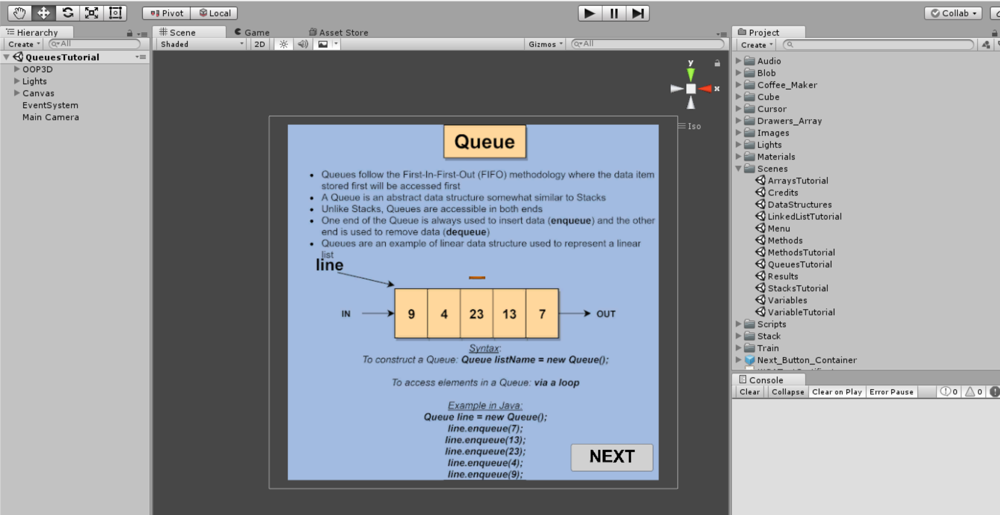 Pivot Local
Collab
Hierarchy
Create All
QueuesTutorial
OOP3D
Lights
Canvas
EventSystem
Main Camera
Scene Game Asset Store
Shaded 2D Gizmos All
y
x
Iso
Queue
• Queues follow the First-In-First-Out (FIFO) methodology where the data item
stored first will be accessed first
• A Queue is an abstract data structure somewhat similar to Stacks
• Unlike Stacks, Queues are accessible in both ends
• One end of the Queue is always used to insert data (enqueue) and the other
end is used to remove data (dequeue)
• Queues are an example of linear data structure used to represent a linear
list
line
IN 9 4 23 13 7 OUT
Syntax:
To construct a Queue: Queue listName = new Queue();
To access elements in a Queue: via a loop
Example in Java:
Queue line = new Queue();
line.enqueue(7);
line.enqueue(13);
line.enqueue(23);
line.enqueue(4);
line.enqueue(9);
NEXT
Project
Create
Audio
Blob
Coffee_Maker
Cube
Cursor
Drawers_Array
Images
Lights
Materials
Scenes
ArraysTutorial
Credits
DataStructures
LinkedListTutorial
Menu
Methods
MethodsTutorial
QueuesTutorial
Results
StacksTutorial
Variables
VariableTutorial
Scripts
Stack
Train
Next_Button_Container
Console
Clear Collapse Clear on Play Error Pause 0 0